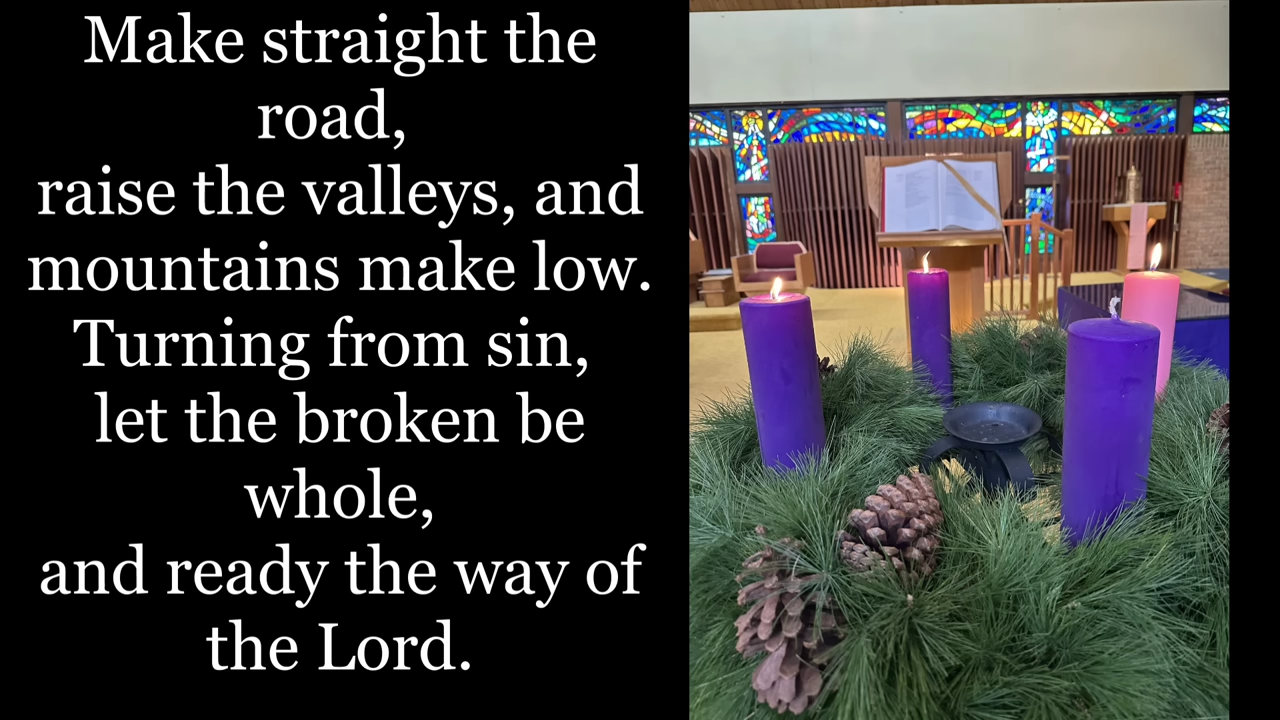 Make straight the
road,
raise the valleys, and
mountains make low.
Turning from sin,
let the broken be
whole,
and ready the way of
the Lord.